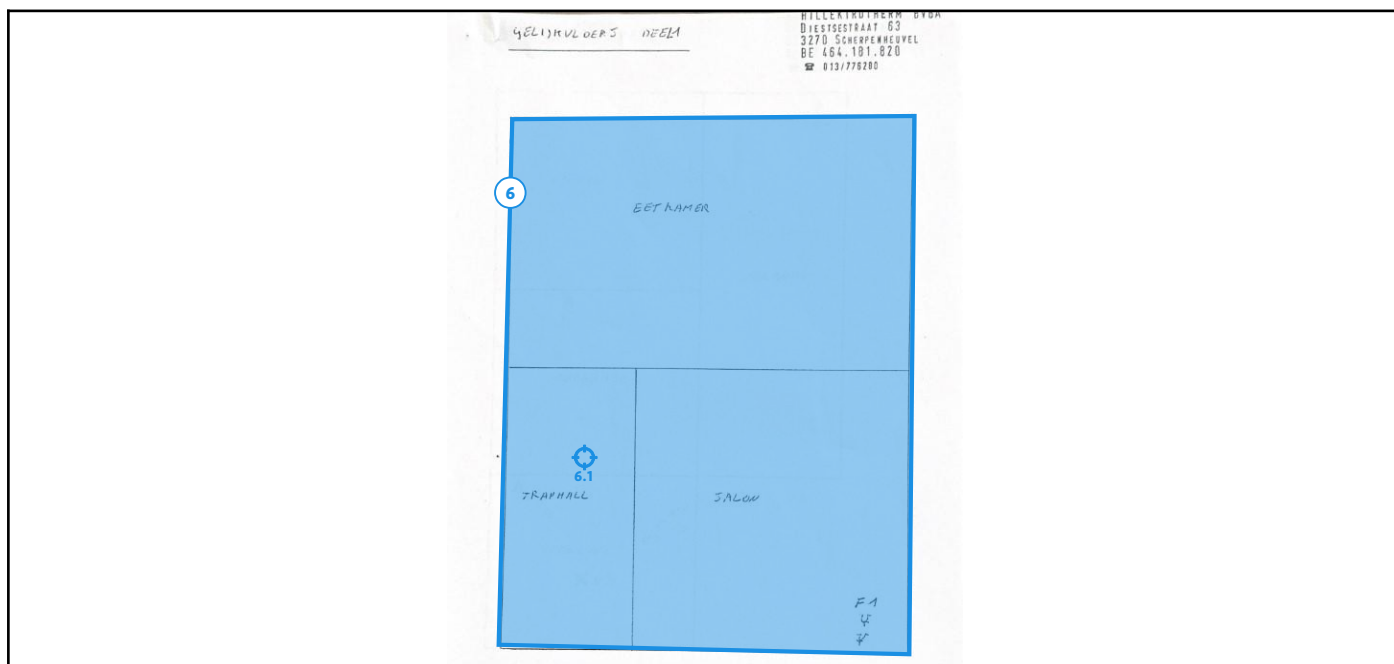 GELIJKVLOERS DEEL1
HILLEKTROTHERM BVBA
DIESTSESTRAAT 63
3270 SCHERPENHEUVEL
BE 464.181.820
☎ 013/776280
6
EETKAMER
6.1
TRAPHALL
SALON
F1